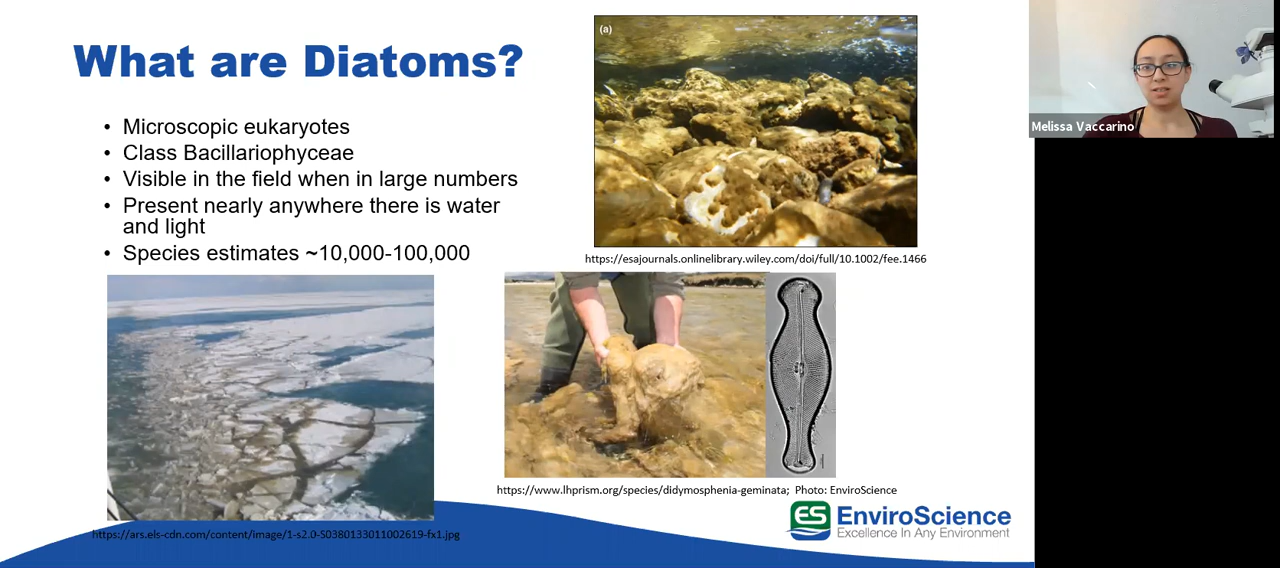 What are Diatoms?
• Microscopic eukaryotes
• Class Bacillariophyceae
• Visible in the field when in large numbers
• Present nearly anywhere there is water
and light
• Species estimates ~10,000-100,000
(a)
https://esajournals.onlinelibrary.wiley.com/doi/full/10.1002/fee.1466
Melissa Vaccarino
https://www.lhprism.org/species/didymosphenia-geminata; Photo: EnviroScience
https://ars.els-cdn.com/content/image/1-s2.0-S0380133011002619-fx1.jpg
ES
EnviroScience
Excellence In Any Environment